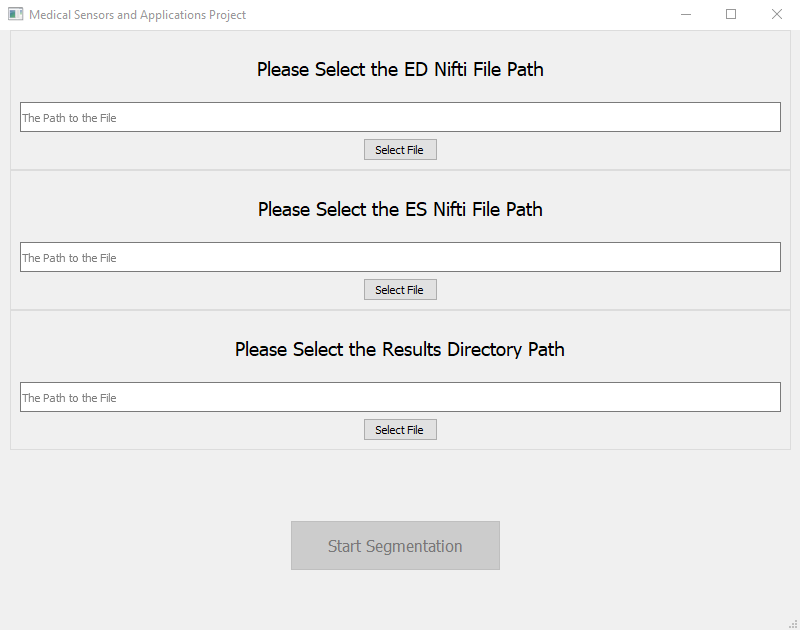 Medical Sensors and Applications Project
Please Select the ED Nifti File Path
The Path to the File
Select File
Please Select the ES Nifti File Path
The Path to the File
Select File
Please Select the Results Directory Path
The Path to the File
Select File
Start Segmentation